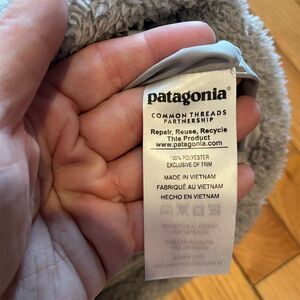 patagonia®
COMMON THREADS
PARTNERSHIP
Repair, Reuse, Recycle
This Product
www.patagonia.com
100% POLYESTER
EXCLUSIVE OF TRIM
MADE IN VIETNAM
FABRIQUÉ AU VIETNAM
HECHO EN VIETNAM